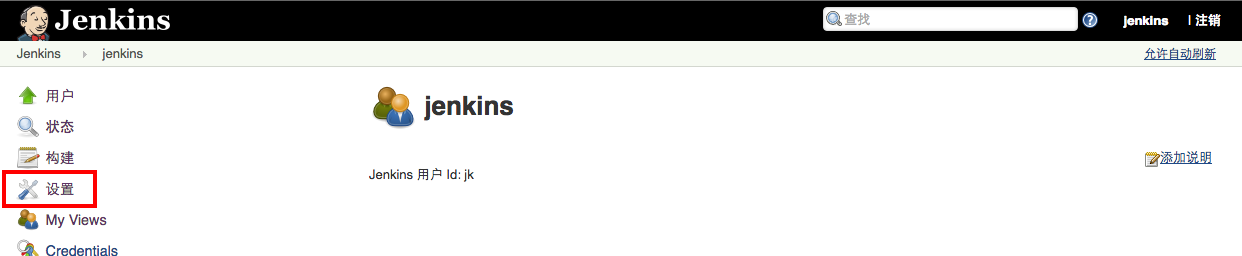 Jenkins
查找
jenkins | 注销
Jenkins jenkins
允许自动刷新
用户
状态
构建
设置
My Views
Credentials
jenkins
添加说明
Jenkins 用户 Id: jk